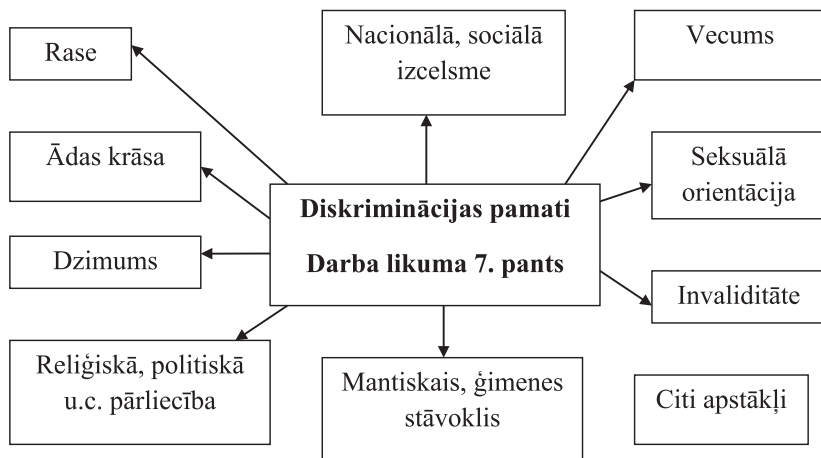 Rase
Nacionālā, sociālā
izcelsme
Vecums
Ādas krāsa
Seksuālā
orientācija
Diskriminācijas pamati
Darba likuma 7. pants
Dzimums
Invaliditāte
Reliģiskā, politiskā
u.c. pārliecība
Mantiskais, ģimenes
stāvoklis
Citi apstākļi